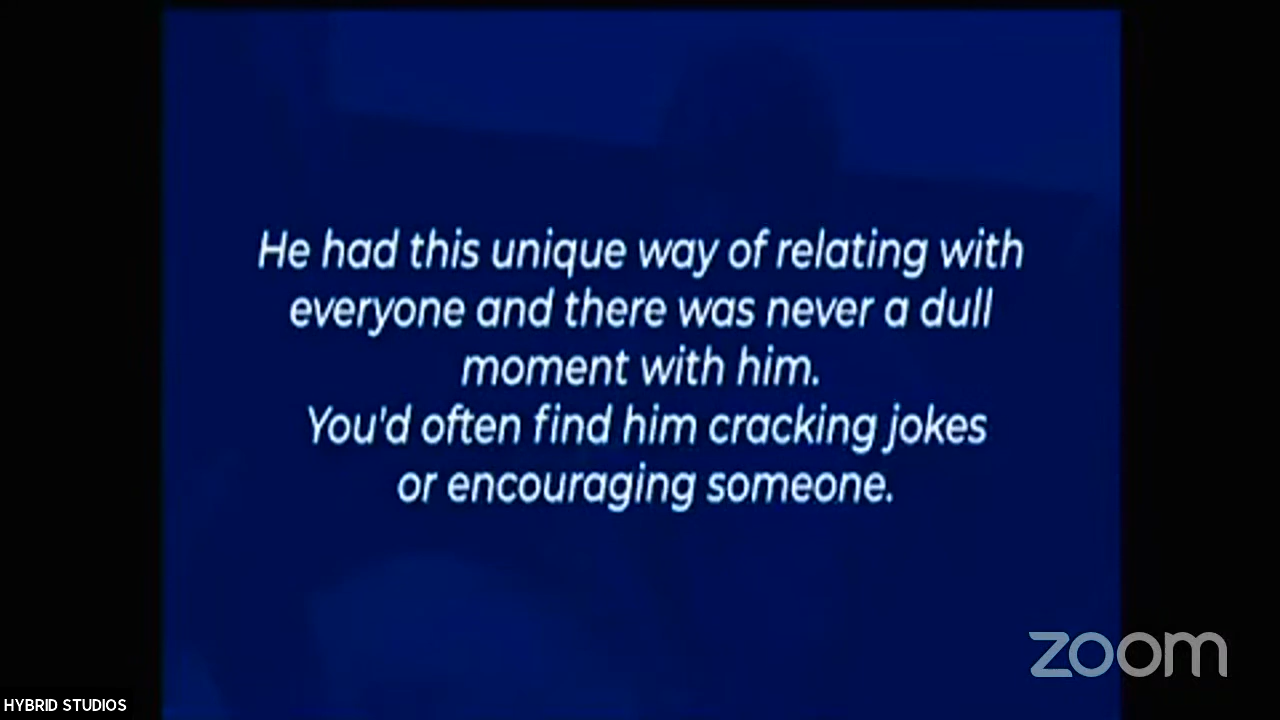 He had this unique way of relating with
everyone and there was never a dull
moment with him.
You'd often find him cracking jokes
or encouraging someone.
zoom
HYBRID STUDIOS